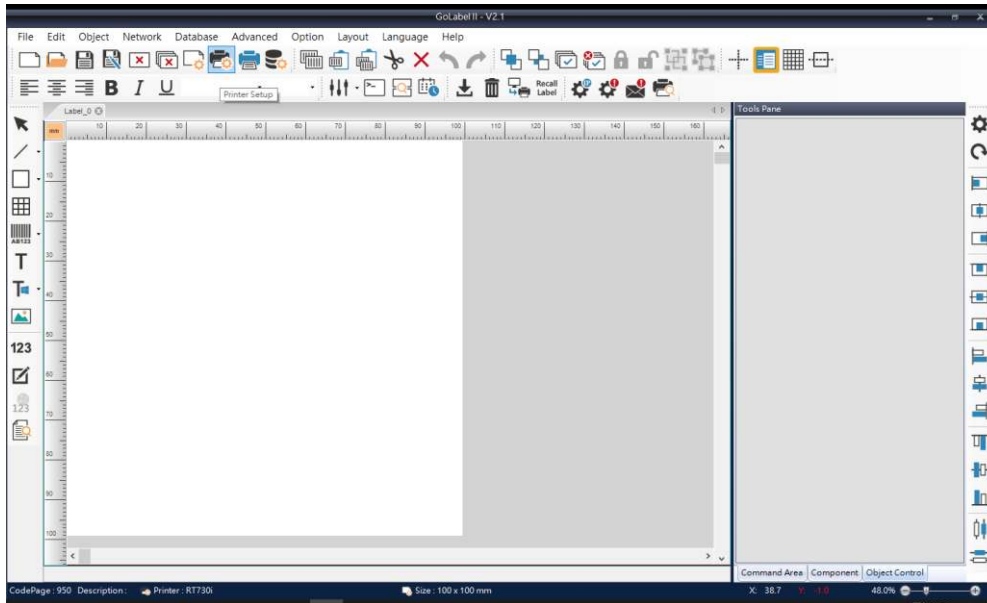 GoLabel II - V2.1
File Edit Object Network Database Advanced Option Layout Language Help
B I U
Printer Setup
Recall
Label
Label_0
Tools Pane
mm 10 20 30 40 50 60 70 80 90 100 110 120 130 140 150 160
10
20
30
40
50
60
70
80
90
100
AB123
T
T
123
123
Command Area Component Object Control
CodePage : 950 Description : Printer : RT730i Size : 100 x 100 mm X: 38.7 Y: -1.0 48.0%